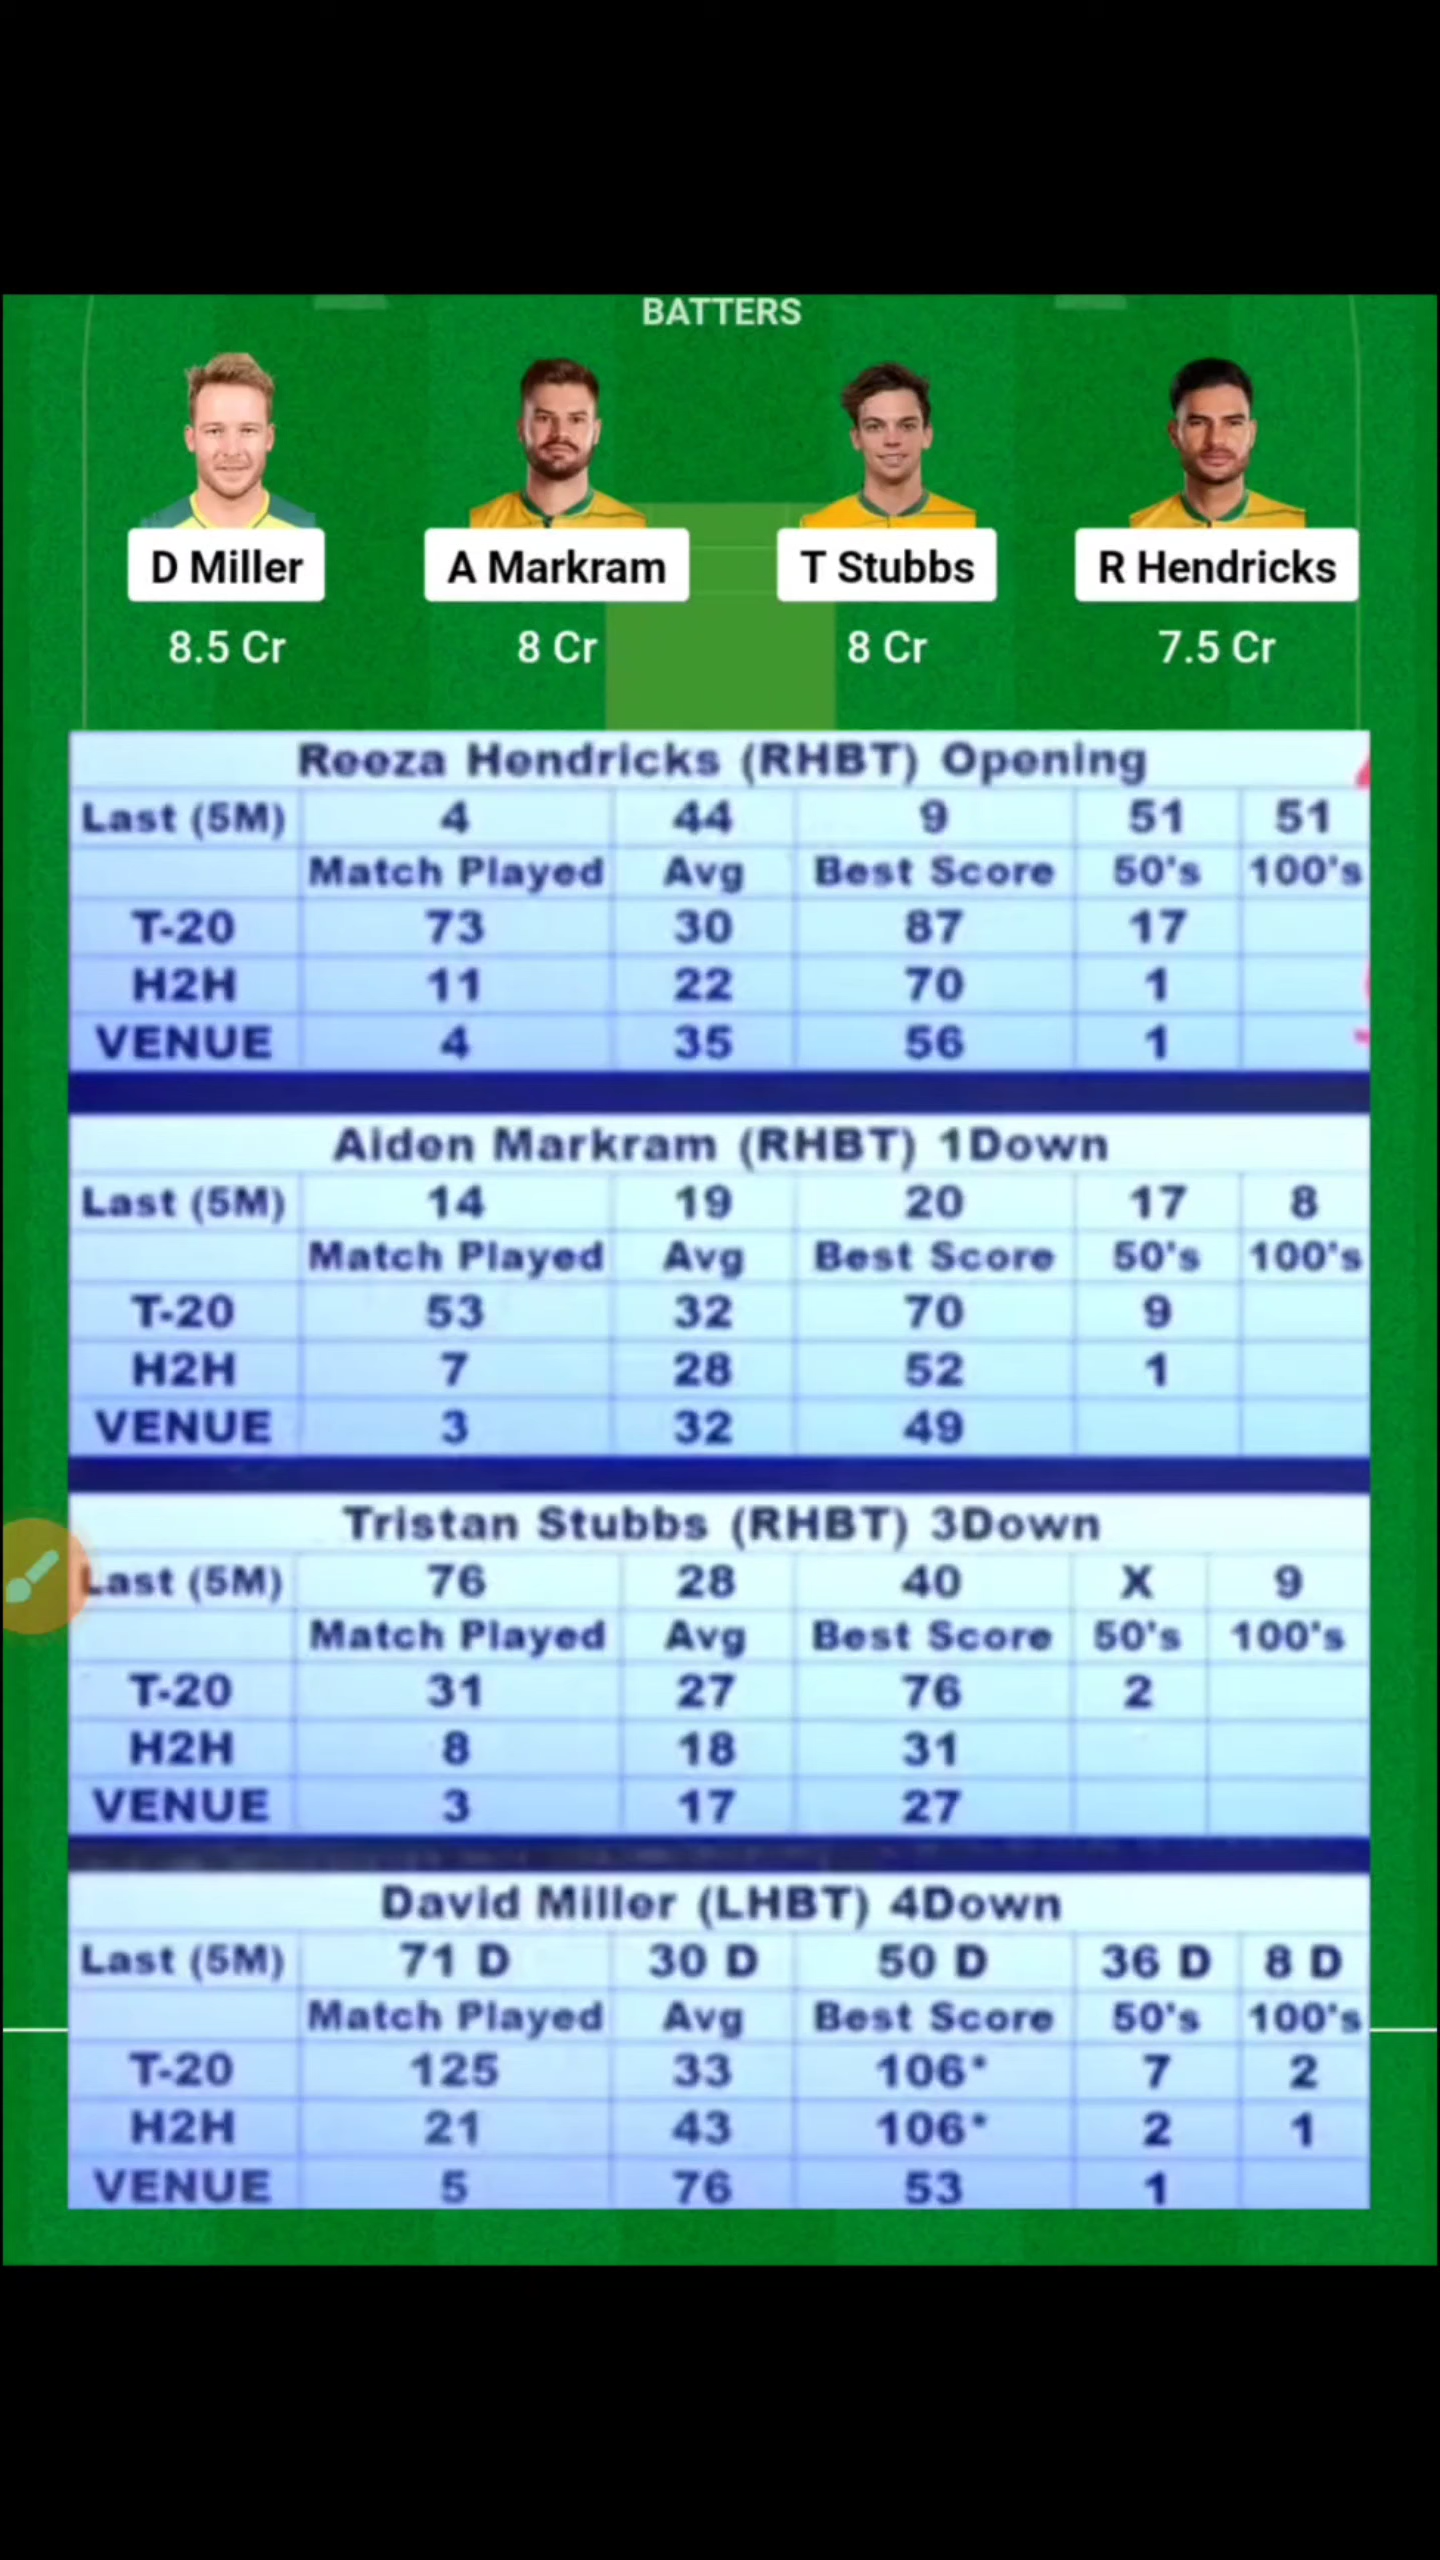 BATTERS
D Miller A Markram T Stubbs R Hendricks
8.5 Cr 8 Cr 8 Cr 7.5 Cr
Reeza Hendricks (RHBT) Opening
Last (5M) 4 44 9 51 51
Match Played Avg Best Score 50's 100's
T-20 73 30 87 17
H2H 11 22 70 1
VENUE 4 35 56 1
Aiden Markram (RHBT) 1Down
Last (5M) 14 19 20 17 8
Match Played Avg Best Score 50's 100's
T-20 53 32 70 9
H2H 7 28 52 1
VENUE 3 32 49
Tristan Stubbs (RHBT) 3Down
Last (5M) 76 28 40 X 9
Match Played Avg Best Score 50's 100's
T-20 31 27 76 2
H2H 8 18 31
VENUE 3 17 27
David Miller (LHBT) 4Down
Last (5M) 71 D 30 D 50 D 36 D 8 D
Match Played Avg Best Score 50's 100's
T-20 125 33 106* 7 2
H2H 21 43 106* 2 1
VENUE 5 76 53 1